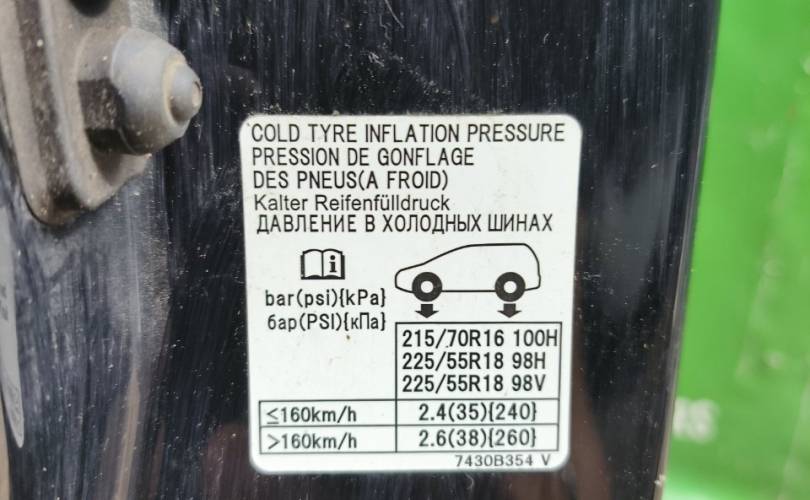 COLD TYRE INFLATION PRESSURE
PRESSION DE GONFLAGE
DES PNEUS(A FROID)
Kalter Reifenfülldruck
ДАВЛЕНИЕ В ХОЛОДНЫХ ШИНАХ
i
bar(psi){kPa}
бар(PSI){кПа}
215/70R16 100H
225/55R18 98H
225/55R18 98V
≤160km/h 2.4(35){240}
>160km/h 2.6(38){260}
7430B354 V